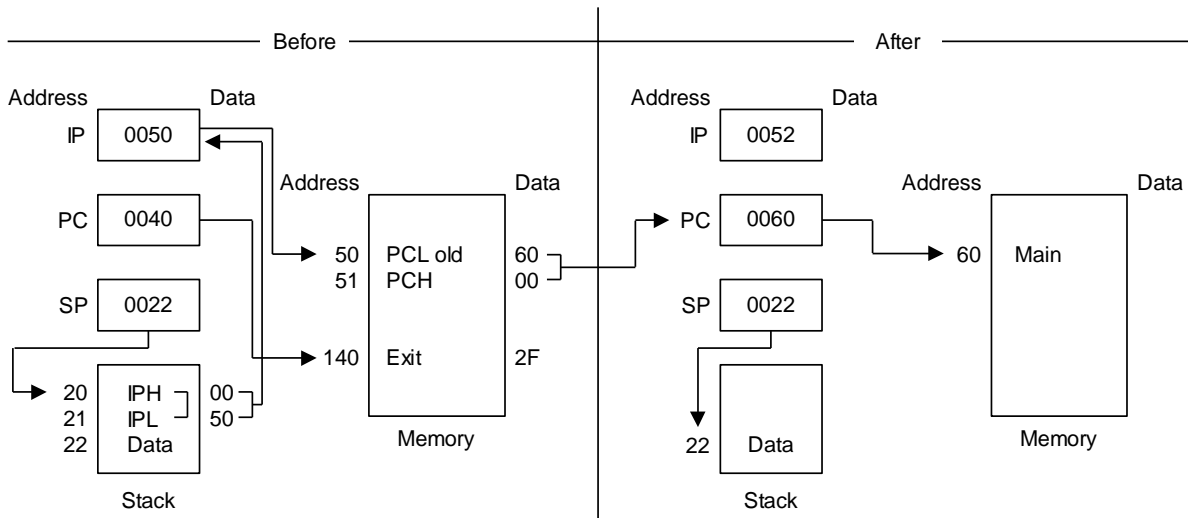 Before
After
Address
Data
IP
0050
PC
0040
SP
0022
20
IPH
00
21
IPL
50
22
Data
Stack
Address
Data
50
PCL old
60
51
PCH
00
140
Exit
2F
Memory
Address
Data
IP
0052
PC
0060
SP
0022
22
Data
Stack
Address
Data
60
Main
Memory